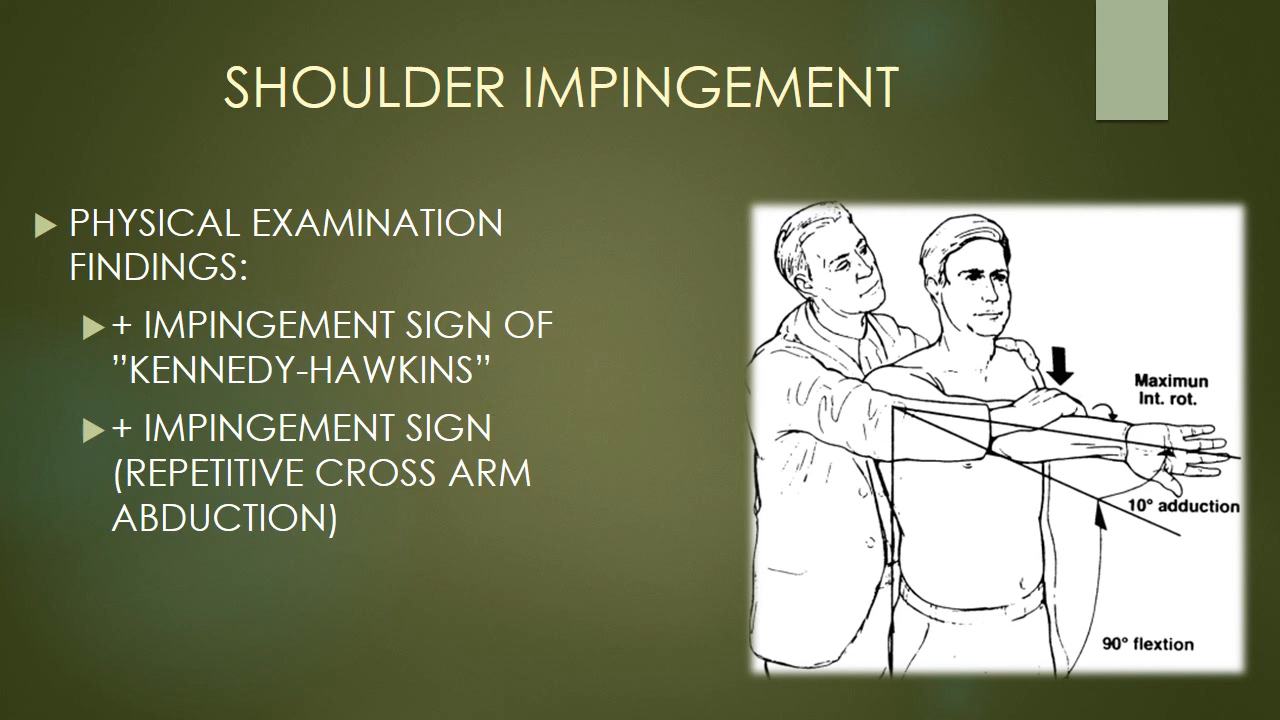 SHOULDER IMPINGEMENT
PHYSICAL EXAMINATION
FINDINGS:
+ IMPINGEMENT SIGN OF
”KENNEDY-HAWKINS”
+ IMPINGEMENT SIGN
(REPETITIVE CROSS ARM
ABDUCTION)
Maximun
Int. rot.
10° adduction
90° flextion